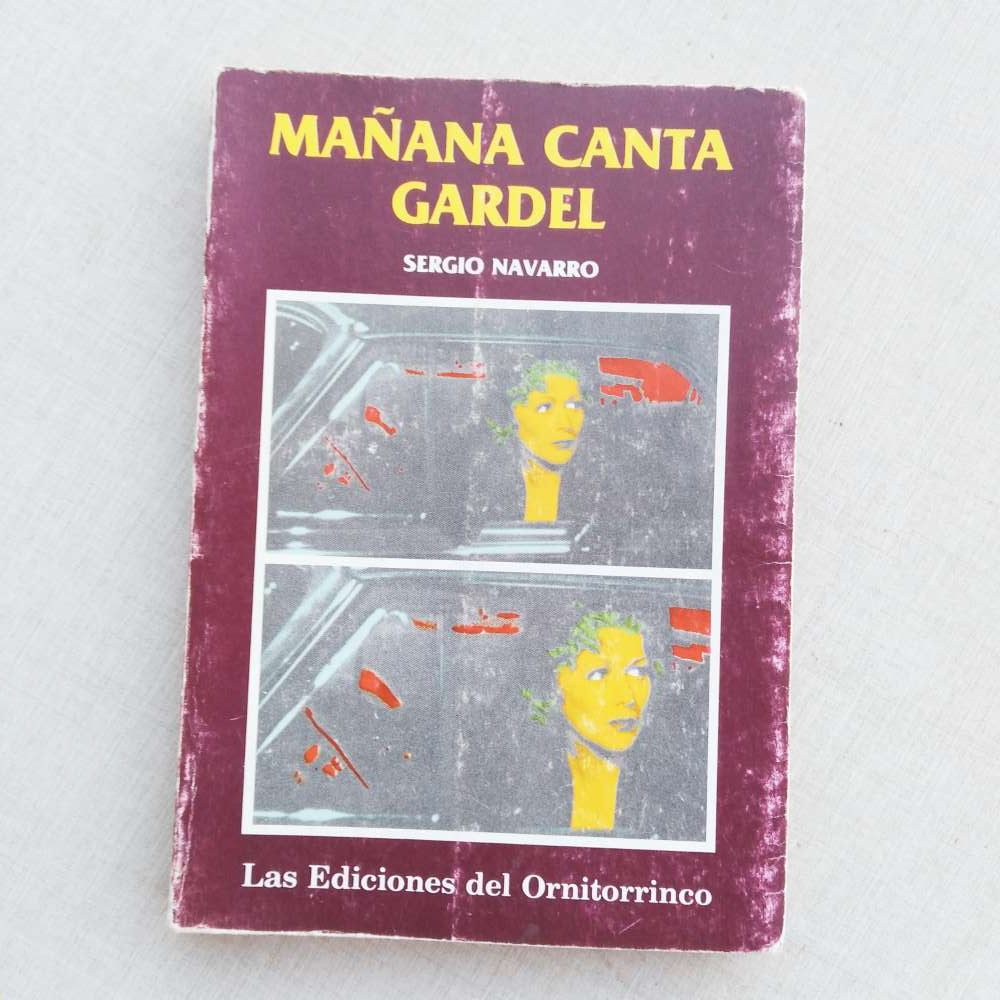 MAÑANA CANTA
GARDEL
SERGIO NAVARRO
Las Ediciones del Ornitorrinco